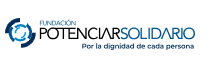 FUNDACIÓN
POTENCIARSOLIDARIO
Por la dignidad de cada persona